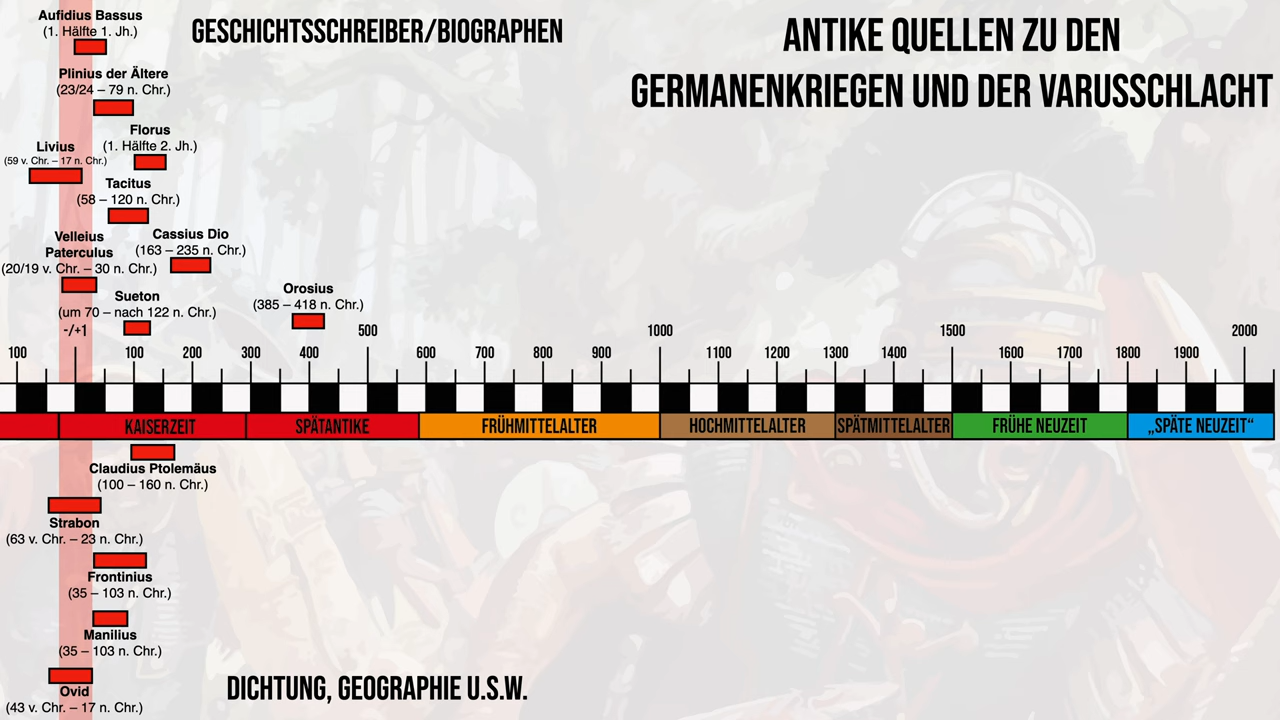 ANTIKE QUELLEN ZU DEN
GERMANENKRIEGEN UND DER VARUSSCHLACHT
GESCHICHTSSCHREIBER/BIOGRAPHEN
Aufidius Bassus
(1. Hälfte 1. Jh.)
Plinius der Ältere
(23/24 – 79 n. Chr.)
Florus
(1. Hälfte 2. Jh.)
Livius
(59 v. Chr. – 17 n. Chr.)
Tacitus
(58 – 120 n. Chr.)
Velleius
Paterculus
(20/19 v. Chr. – 30 n. Chr.)
Cassius Dio
(163 – 235 n. Chr.)
Sueton
(um 70 – nach 122 n. Chr.)
Orosius
(385 – 418 n. Chr.)
-/+1 500 1000 1500 2000
100 100 200 300 400 600 700 800 900 1100 1200 1300 1400 1600 1700 1800 1900
KAISERZEIT SPÄTANTIKE FRÜHMITTELALTER HOCHMITTELALTER SPÄTMITTELALTER FRÜHE NEUZEIT „SPÄTE NEUZEIT“
Claudius Ptolemäus
(100 – 160 n. Chr.)
Strabon
(63 v. Chr. – 23 n. Chr.)
Frontinius
(35 – 103 n. Chr.)
Manilius
(35 – 103 n. Chr.)
Ovid
(43 v. Chr. – 17 n. Chr.)
DICHTUNG, GEOGRAPHIE U.S.W.